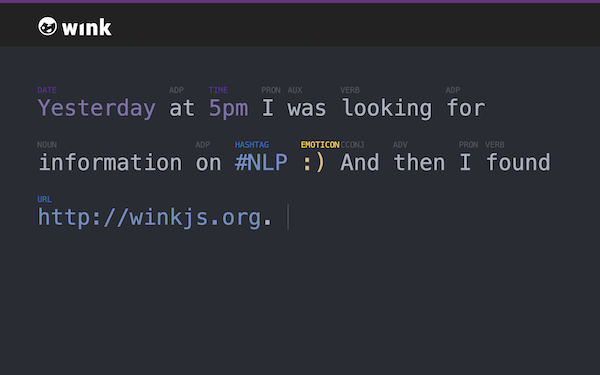 wink
DATE ADP TIME PRON AUX VERB ADP
Yesterday at 5pm I was looking for
NOUN ADP HASHTAG EMOTICON CCONJ ADV PRON VERB
information on #NLP :) And then I found
URL
http://winkjs.org.